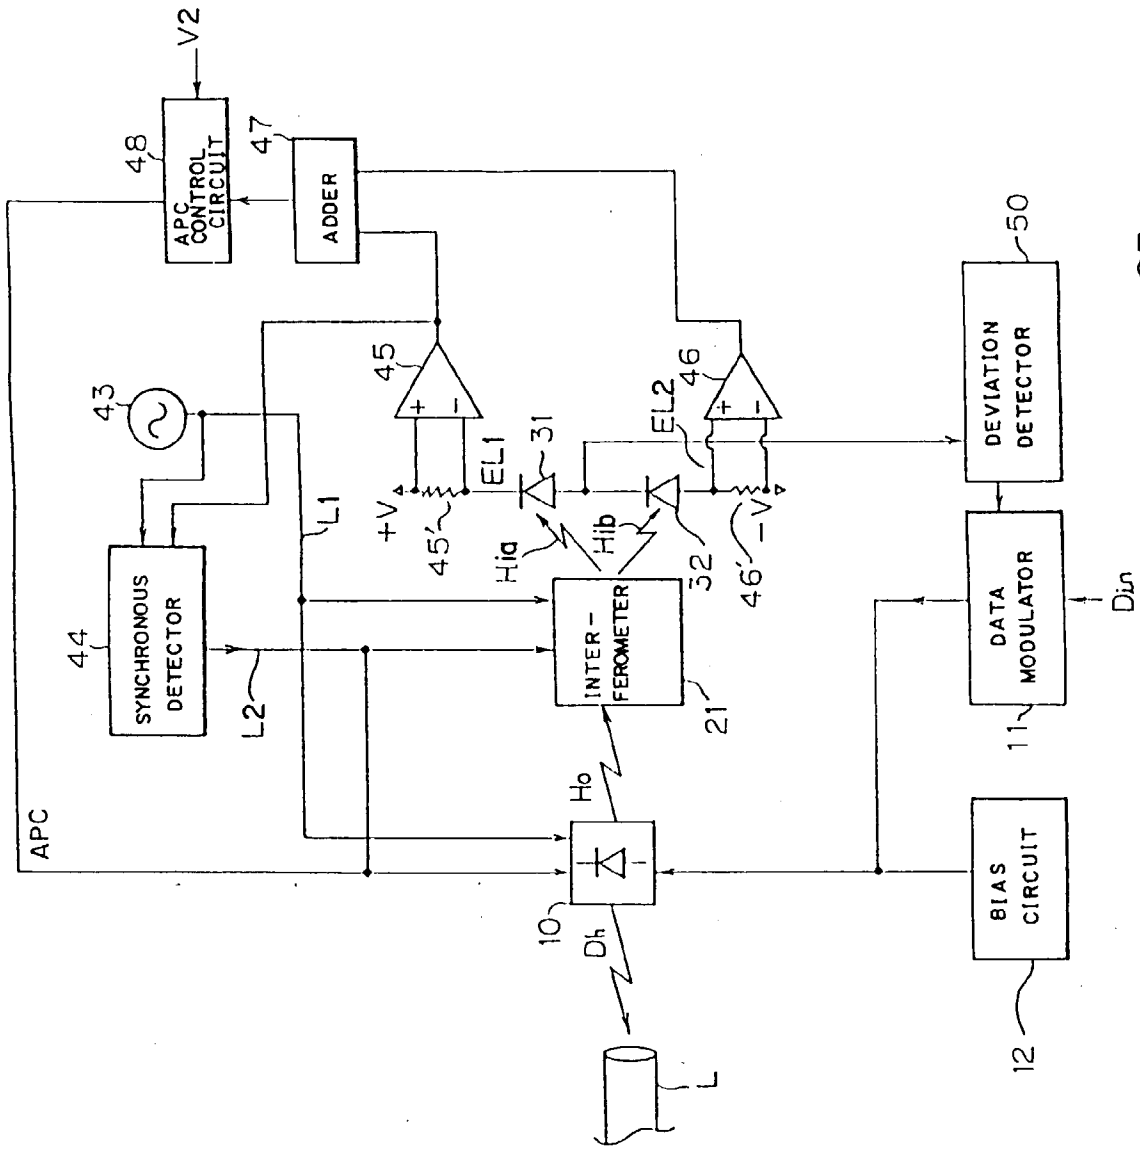 V2
48
APC
CONTROL
CIRCUIT
47
ADDER
43
44
SYNCHRONOUS
DETECTOR
L1
L2
APC
45
+
−
+V
45'
EL1
31
Hia
Hib
32
EL2
46
+
−
46'
−V
INTER-
FEROMETER
21
Ho
10
Dh
L
50
DEVIATION
DETECTOR
DATA
MODULATOR
11
Din
BIAS
CIRCUIT
12